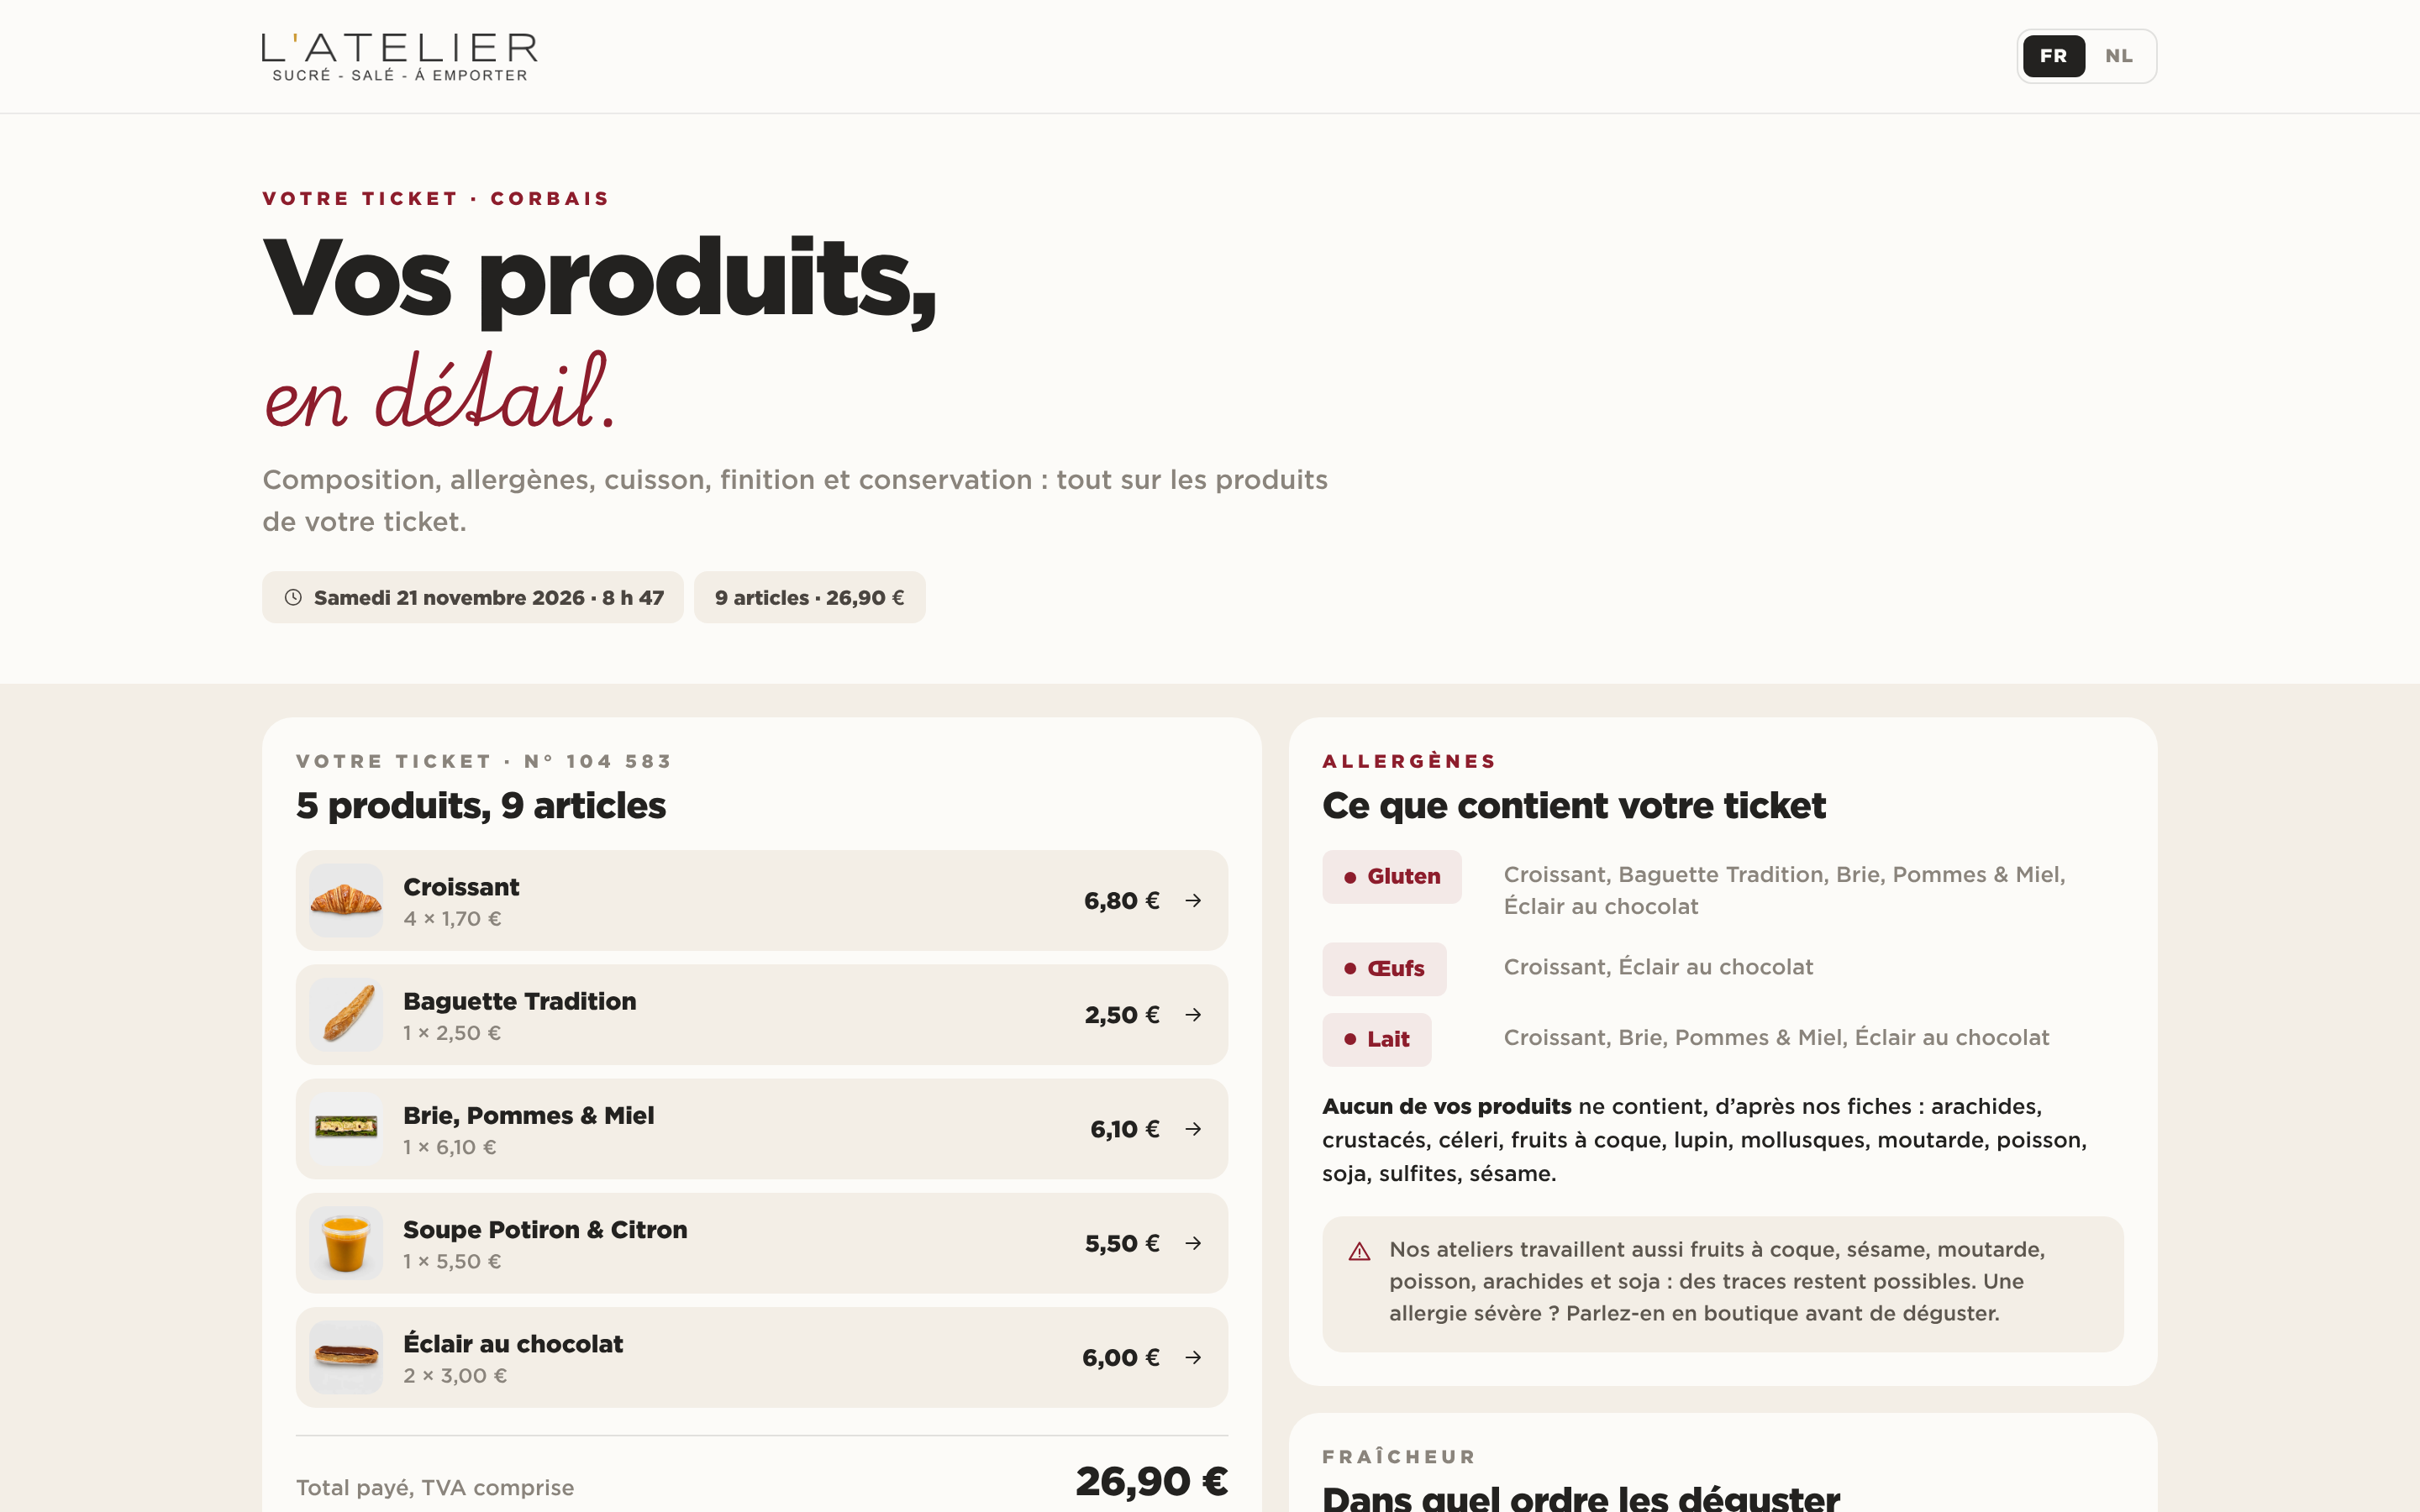 L'ATELIER
SUCRÉ - SALÉ - Á EMPORTER
FR NL
VOTRE TICKET · CORBAIS
Vos produits,
en détail.
Composition, allergènes, cuisson, finition et conservation : tout sur les produits
de votre ticket.
Samedi 21 novembre 2026 · 8 h 47
9 articles · 26,90 €
VOTRE TICKET · N° 104 583
5 produits, 9 articles
Croissant
4 × 1,70 €
6,80 € →
Baguette Tradition
1 × 2,50 €
2,50 € →
Brie, Pommes & Miel
1 × 6,10 €
6,10 € →
Soupe Potiron & Citron
1 × 5,50 €
5,50 € →
Éclair au chocolat
2 × 3,00 €
6,00 € →
Total payé, TVA comprise
26,90 €
ALLERGÈNES
Ce que contient votre ticket
Gluten
Croissant, Baguette Tradition, Brie, Pommes & Miel,
Éclair au chocolat
Œufs
Croissant, Éclair au chocolat
Lait
Croissant, Brie, Pommes & Miel, Éclair au chocolat
Aucun de vos produits ne contient, d’après nos fiches : arachides,
crustacés, céleri, fruits à coque, lupin, mollusques, moutarde, poisson,
soja, sulfites, sésame.
Nos ateliers travaillent aussi fruits à coque, sésame, moutarde,
poisson, arachides et soja : des traces restent possibles. Une
allergie sévère ? Parlez-en en boutique avant de déguster.
FRAÎCHEUR
Dans quel ordre les déguster